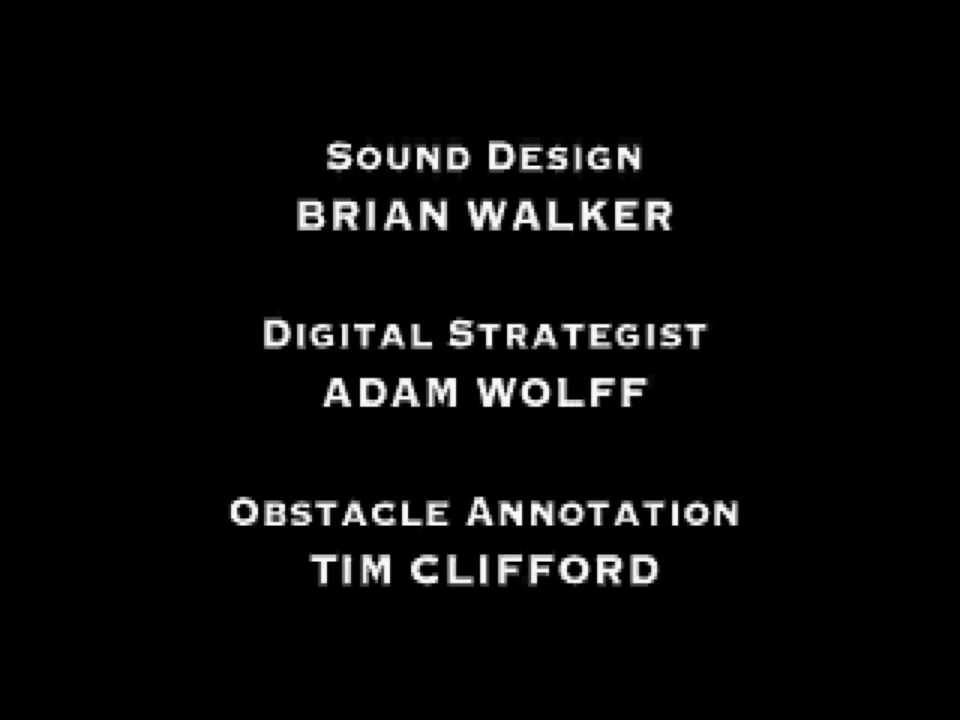 Sound Design
BRIAN WALKER
Digital Strategist
ADAM WOLFF
Obstacle Annotation
TIM CLIFFORD